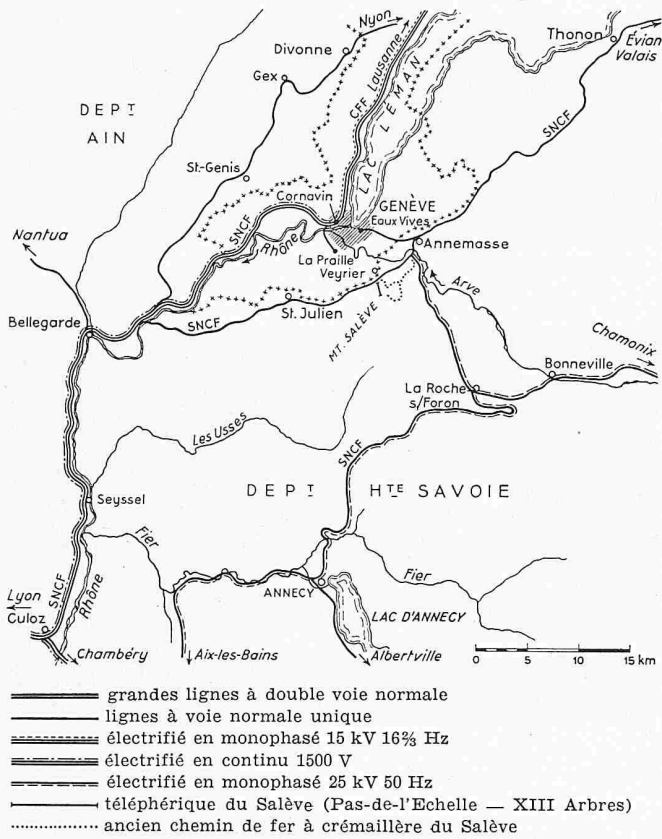 Nyon
Divonne
Gex
DEPT
AIN
St.-Genis
Cornavin
CFF Lausanne
LAC LÉMAN
Thonon
Évian
Valais
SNCF
GENÈVE
Eaux Vives
Annemasse
SNCF
Rhône
La Praille
Veyrier
Nantua
Bellegarde
SNCF
St. Julien
MT. SALÈVE
Arve
Chamonix
Bonneville
La Roche
s/Foron
Les Usses
SNCF
DEPT HTE SAVOIE
Seyssel
Fier
Fier
Lyon
Culoz
SNCF
Rhône
ANNECY
LAC D'ANNECY
Chambéry
Aix-les-Bains
Albertville
0 5 10 15 km
grandes lignes à double voie normale
lignes à voie normale unique
électrifié en monophasé 15 kV 16⅔ Hz
électrifié en continu 1500 V
électrifié en monophasé 25 kV 50 Hz
téléphérique du Salève (Pas-de-l'Echelle — XIII Arbres)
ancien chemin de fer à crémaillère du Salève